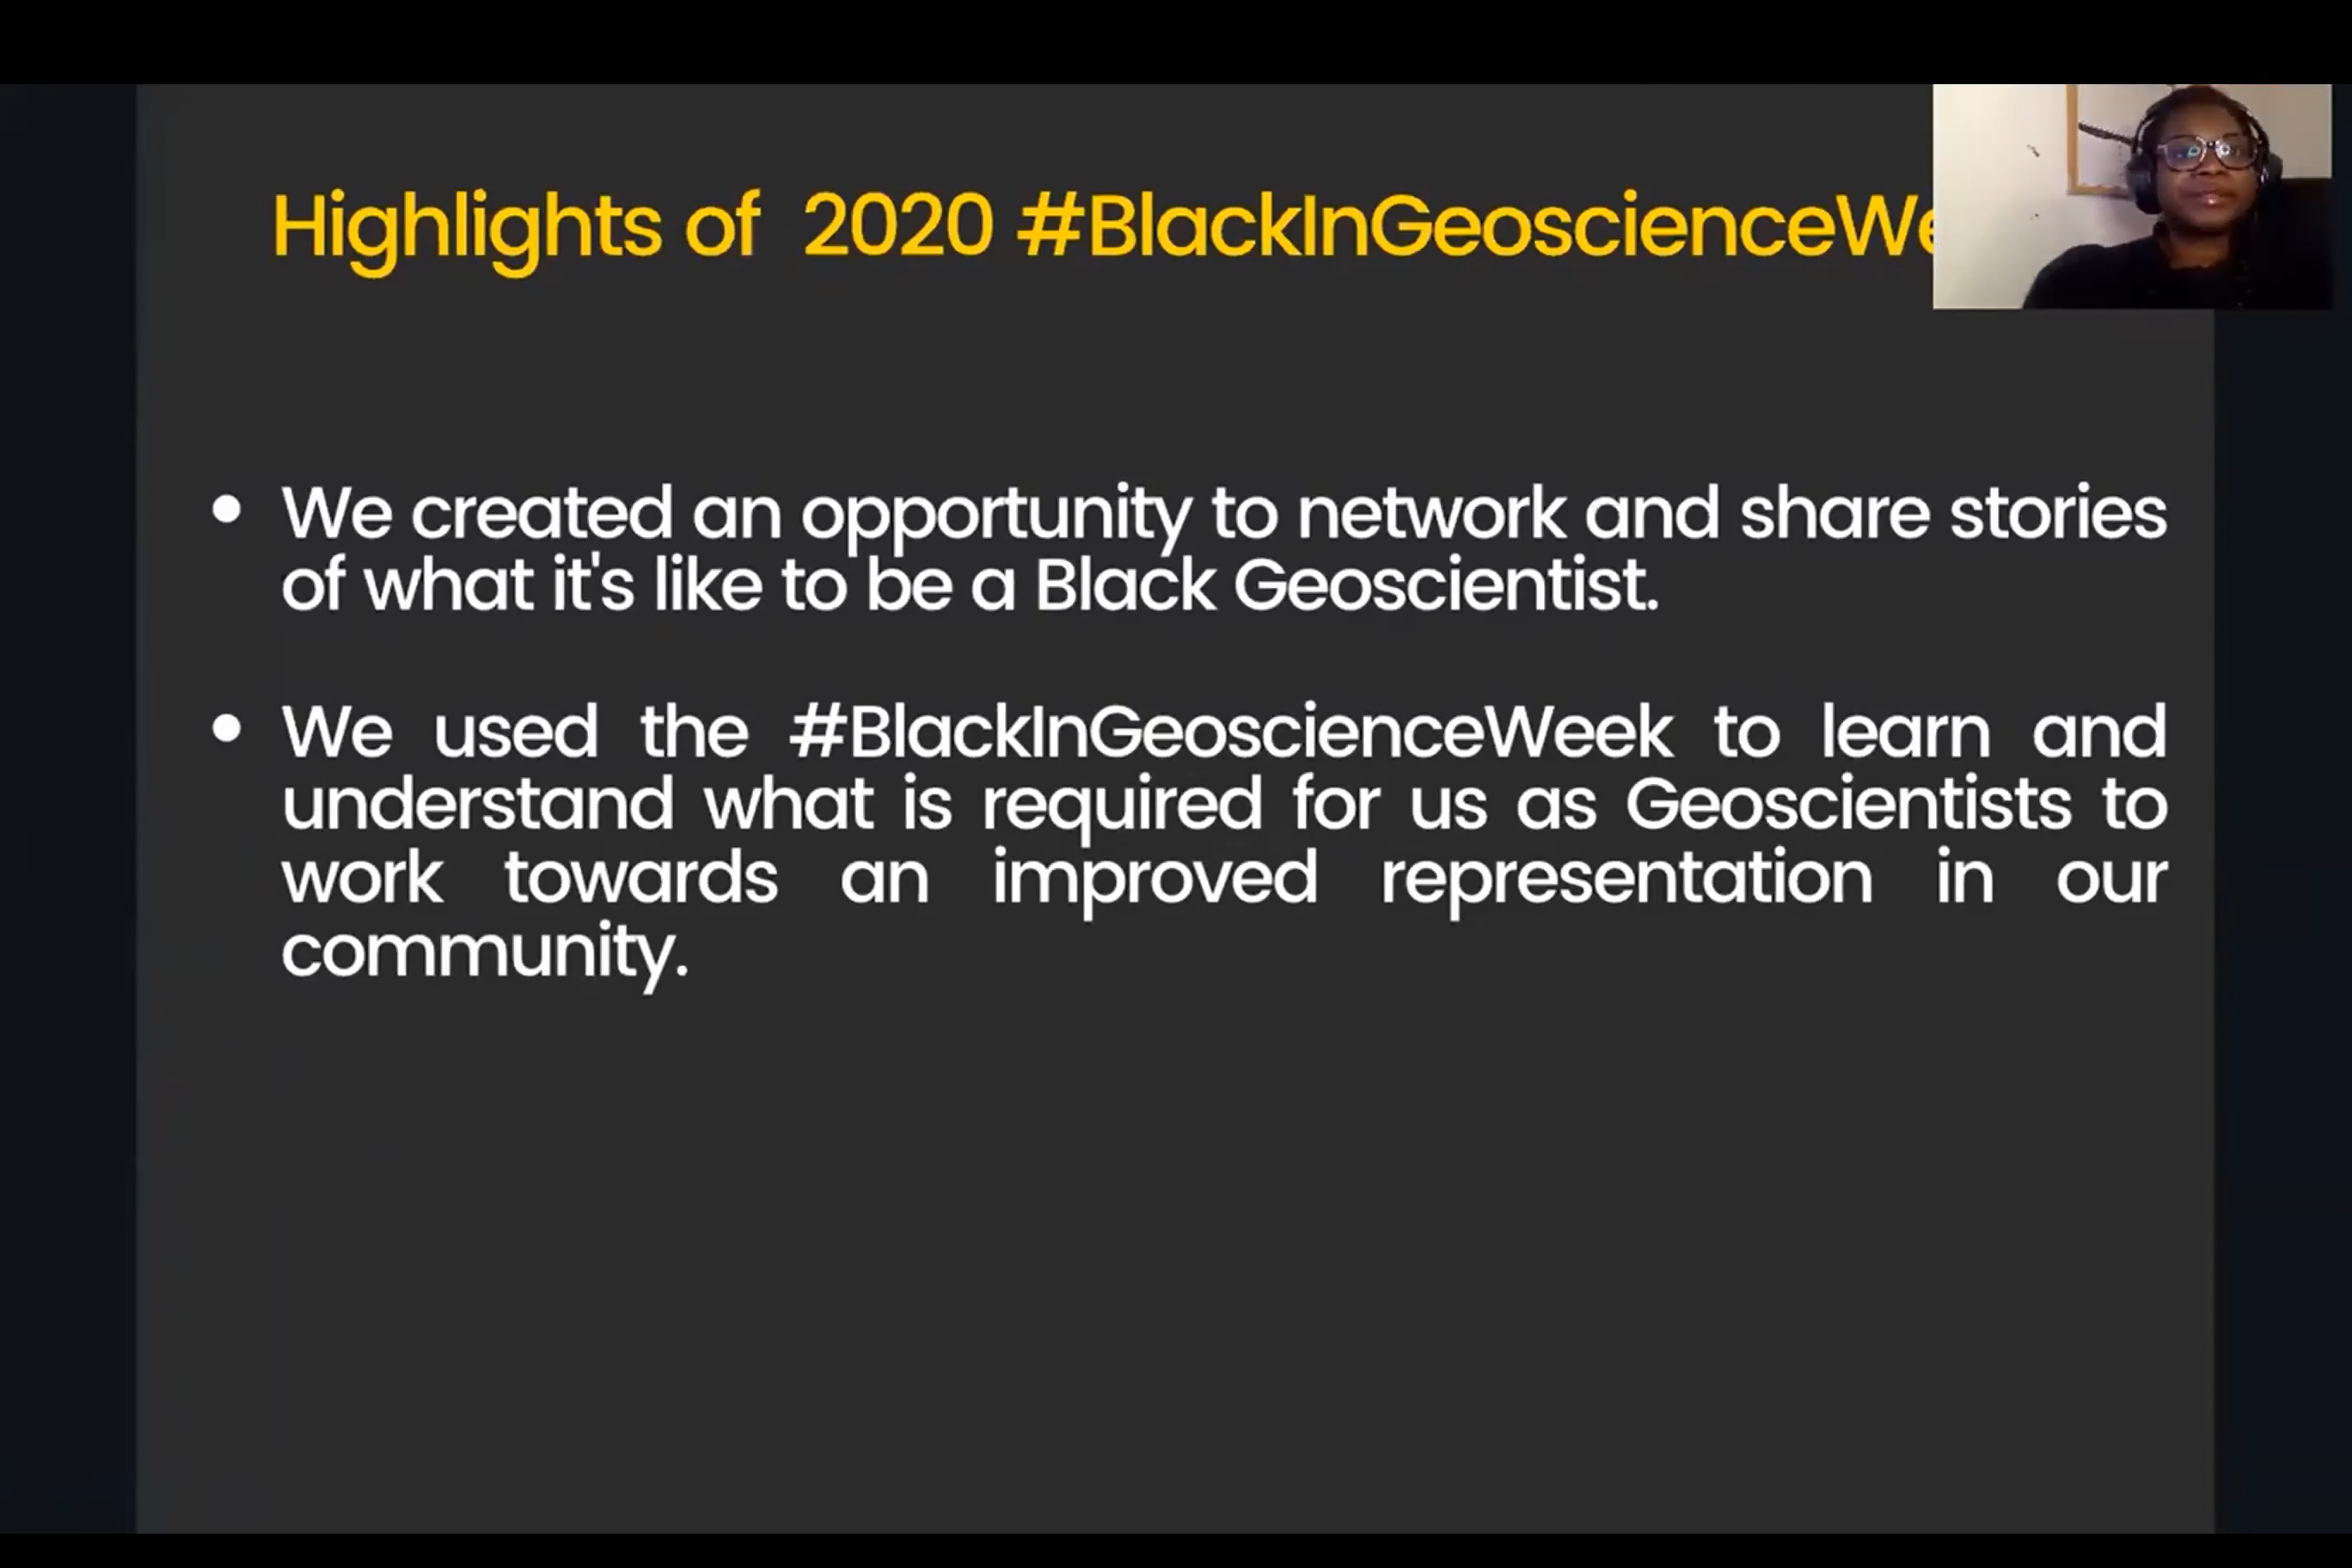 Highlights of 2020 #BlackInGeoscienceWe
• We created an opportunity to network and share stories
of what it's like to be a Black Geoscientist.
• We used the #BlackInGeoscienceWeek to learn and
understand what is required for us as Geoscientists to
work towards an improved representation in our
community.